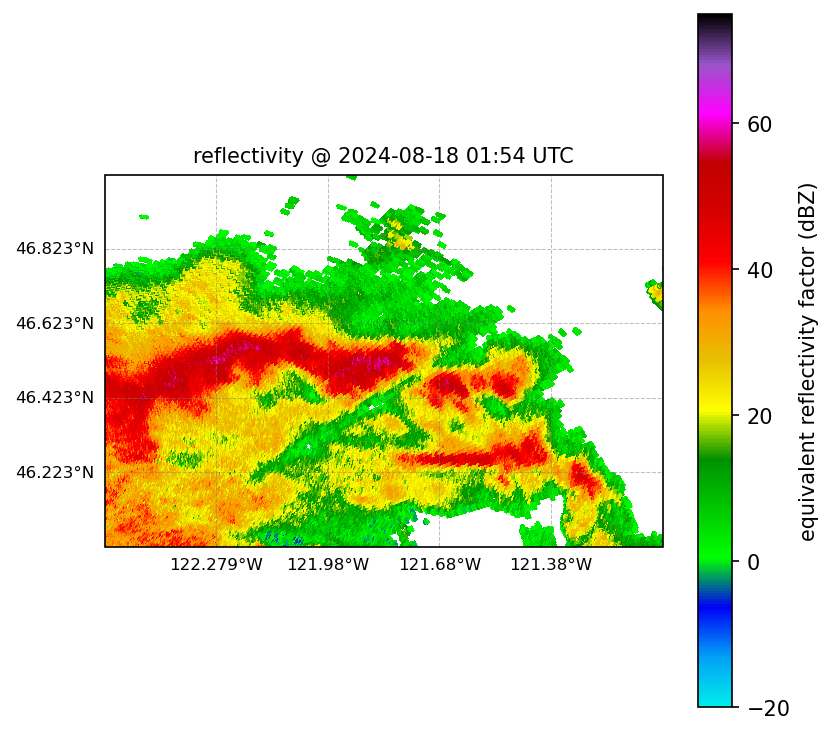 reflectivity @ 2024-08-18 01:54 UTC
46.823°N
46.623°N
46.423°N
46.223°N
122.279°W 121.98°W 121.68°W 121.38°W
60
40
20
0
−20
equivalent reflectivity factor (dBZ)